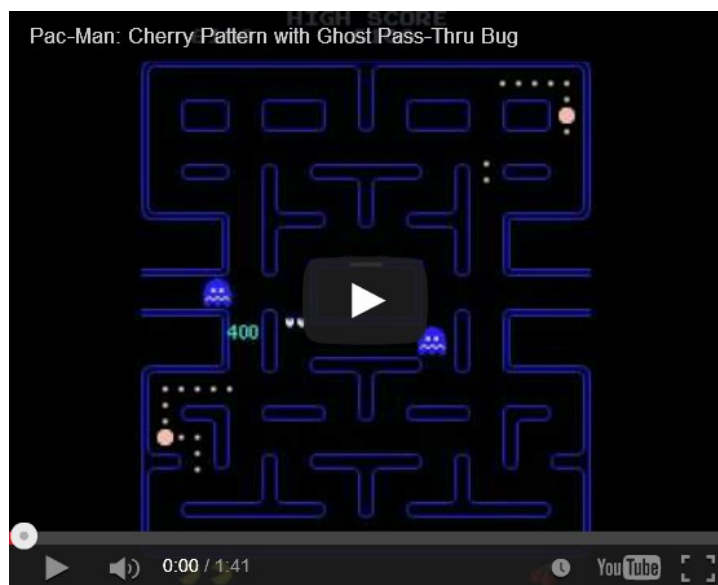 HIGH SCORE
Pac-Man: Cherry Pattern with Ghost Pass-Thru Bug
400
0:00 / 1:41
YouTube